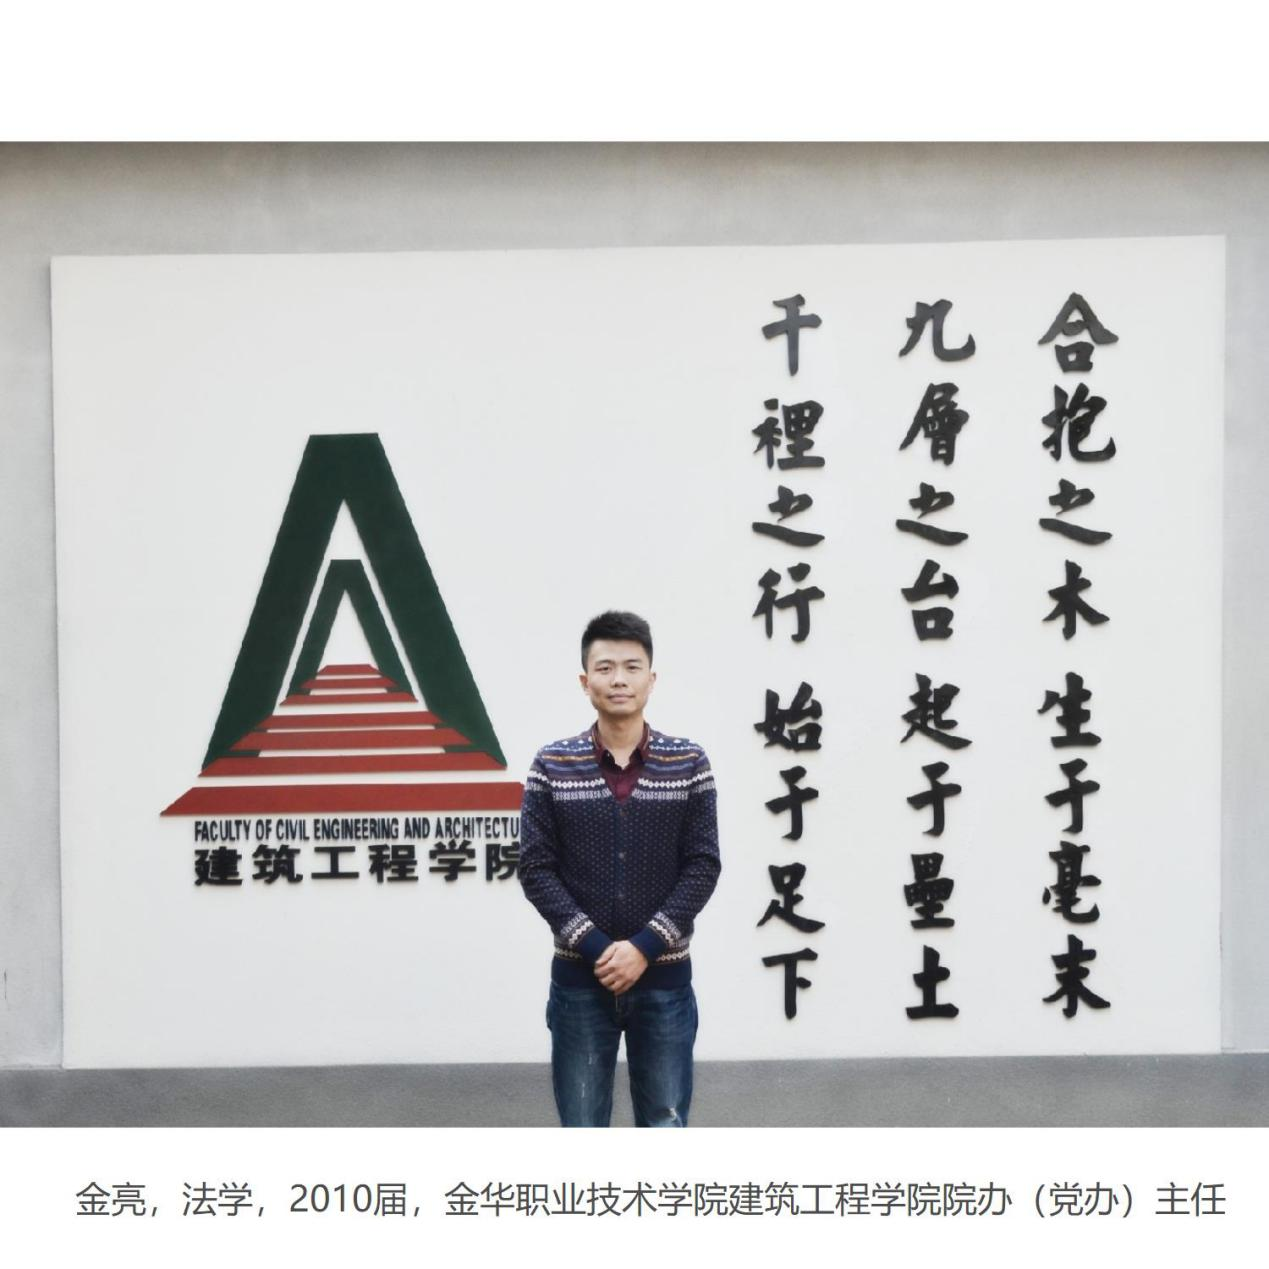 合抱之木 生于毫末
九層之台 起于壘土
千裡之行 始于足下
FACULTY OF CIVIL ENGINEERING AND ARCHITECTU
建筑工程学院
金亮，法学，2010届，金华职业技术学院建筑工程学院院办（党办）主任